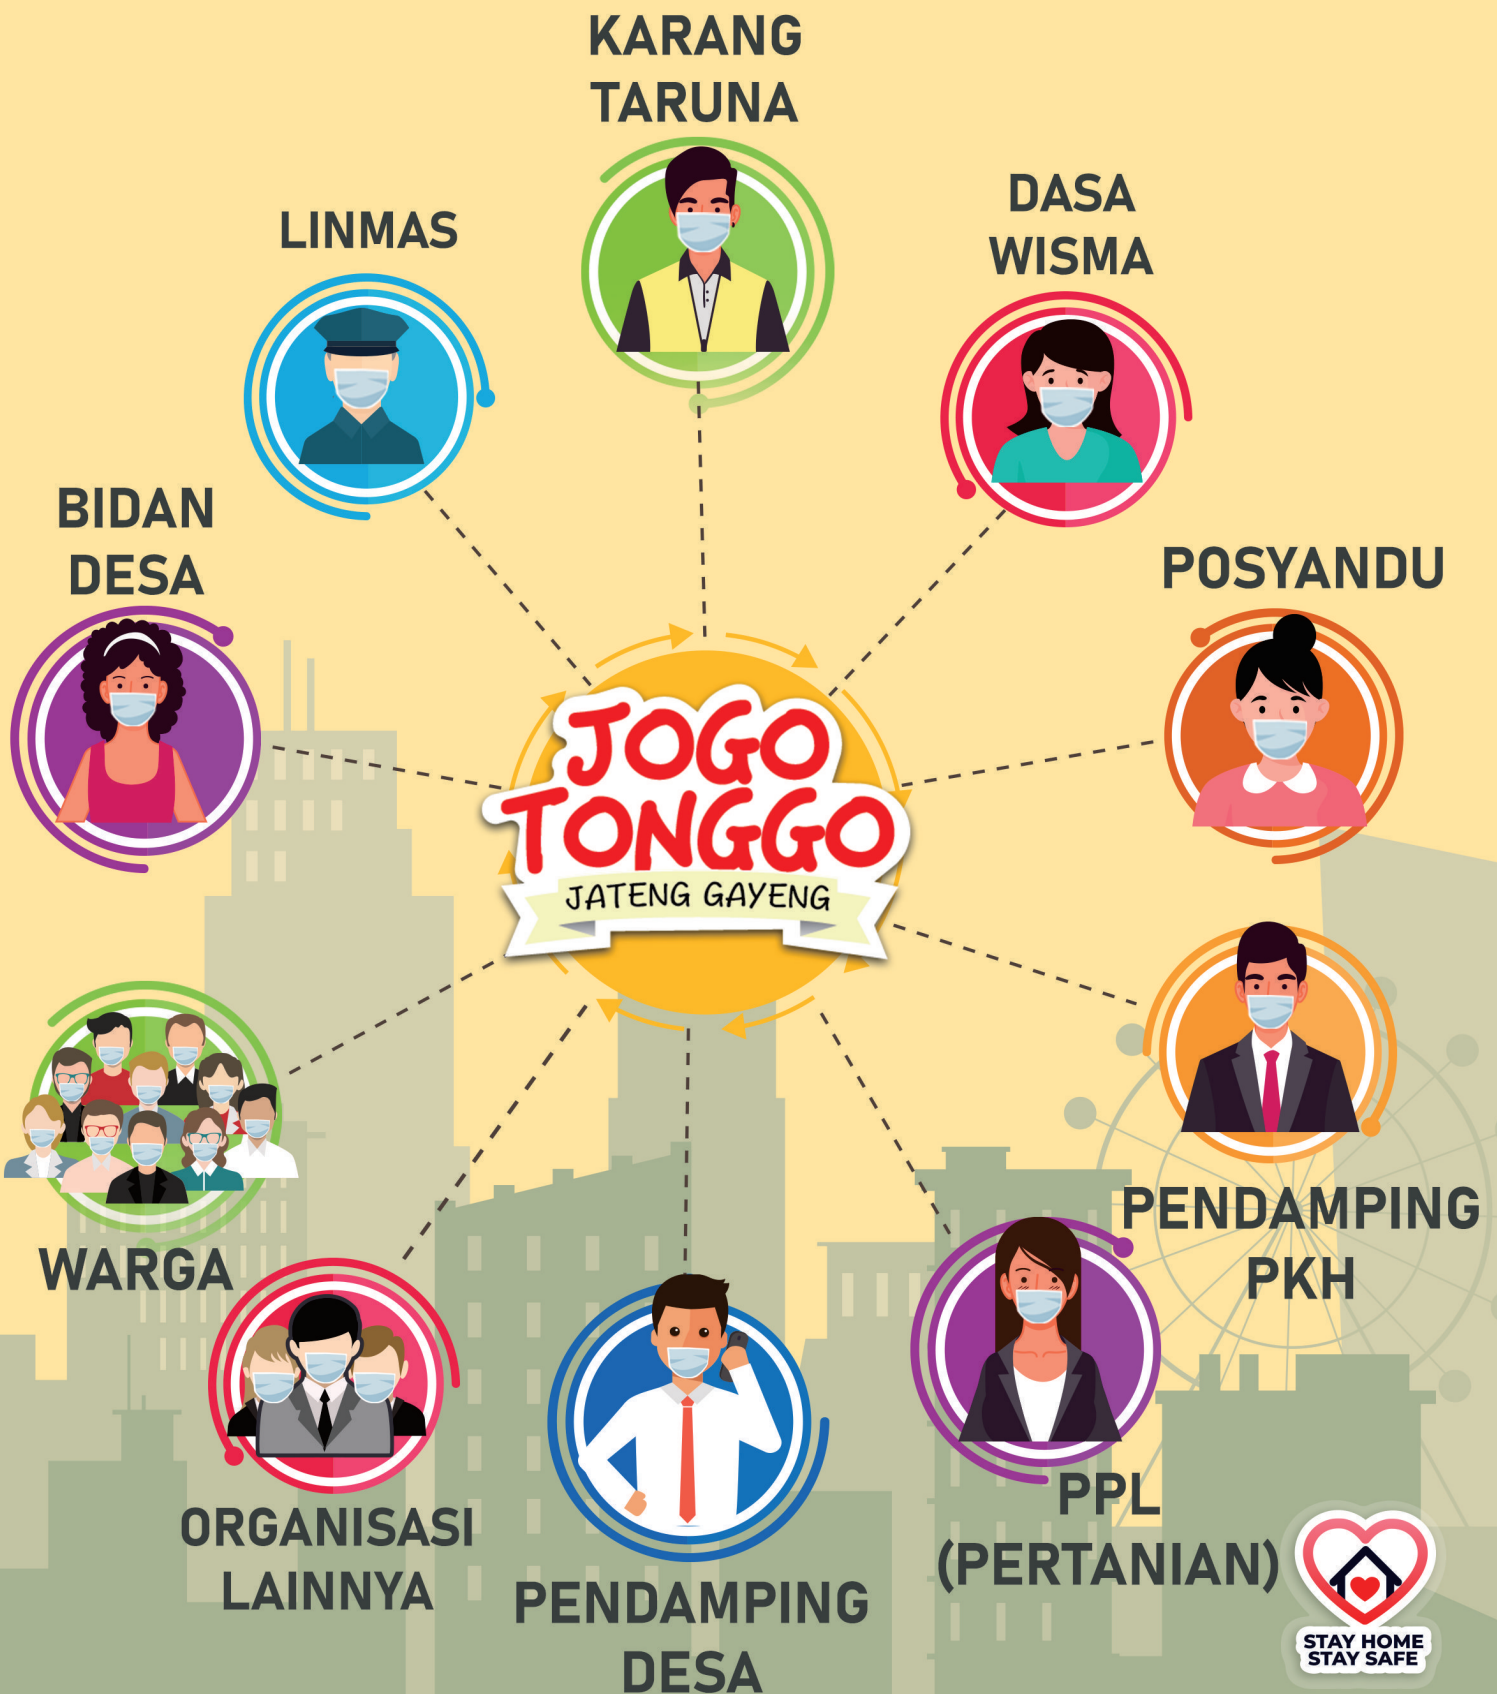 KARANG
TARUNA
DASA
WISMA
LINMAS
BIDAN
DESA
POSYANDU
JOGO
TONGGO
JATENG GAYENG
PENDAMPING
PKH
WARGA
PPL
(PERTANIAN)
ORGANISASI
LAINNYA
PENDAMPING
DESA
STAY HOME
STAY SAFE